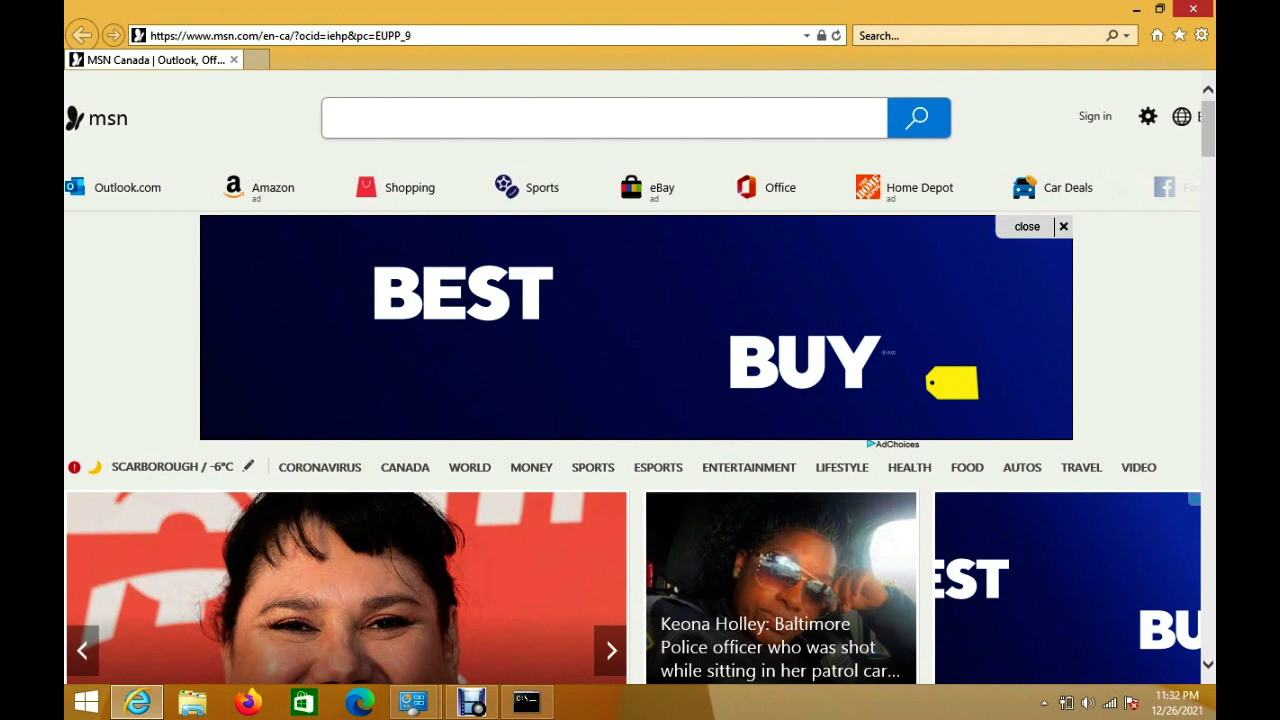 https://www.msn.com/en-ca/?ocid=iehp&pc=EUPP_9
Search...
MSN Canada | Outlook, Off...
msn
Sign in
Outlook.com
Amazon
ad
Shopping
Sports
eBay
ad
Office
Home Depot
ad
Car Deals
close
BEST
BUY
AdChoices
SCARBOROUGH / -6°C
CORONAVIRUS
CANADA
WORLD
MONEY
SPORTS
ESPORTS
ENTERTAINMENT
LIFESTYLE
HEALTH
FOOD
AUTOS
TRAVEL
VIDEO
Keona Holley: Baltimore
Police officer who was shot
while sitting in her patrol car...
EST
BU
11:32 PM
12/26/2021